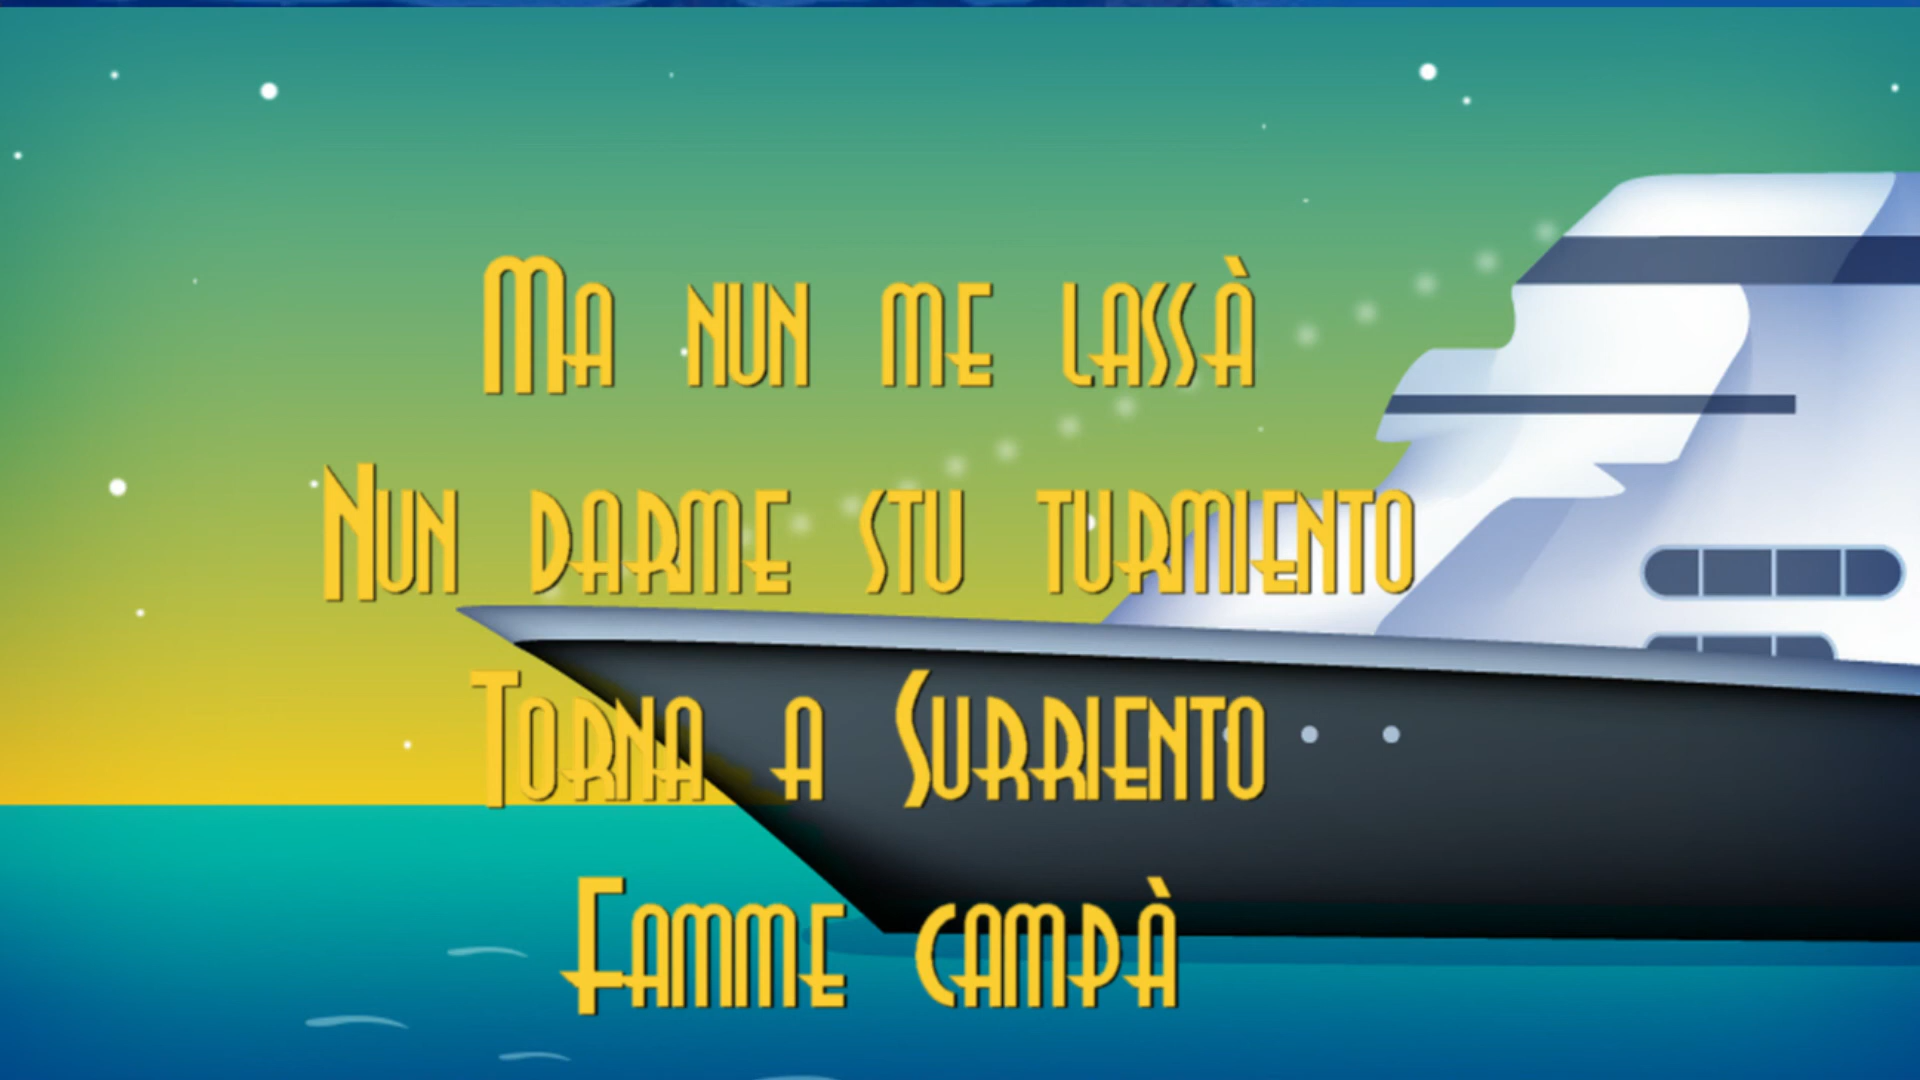 Ma nun me lassà
Nun darme stu turmiento
Torna a Surriento
Famme campà